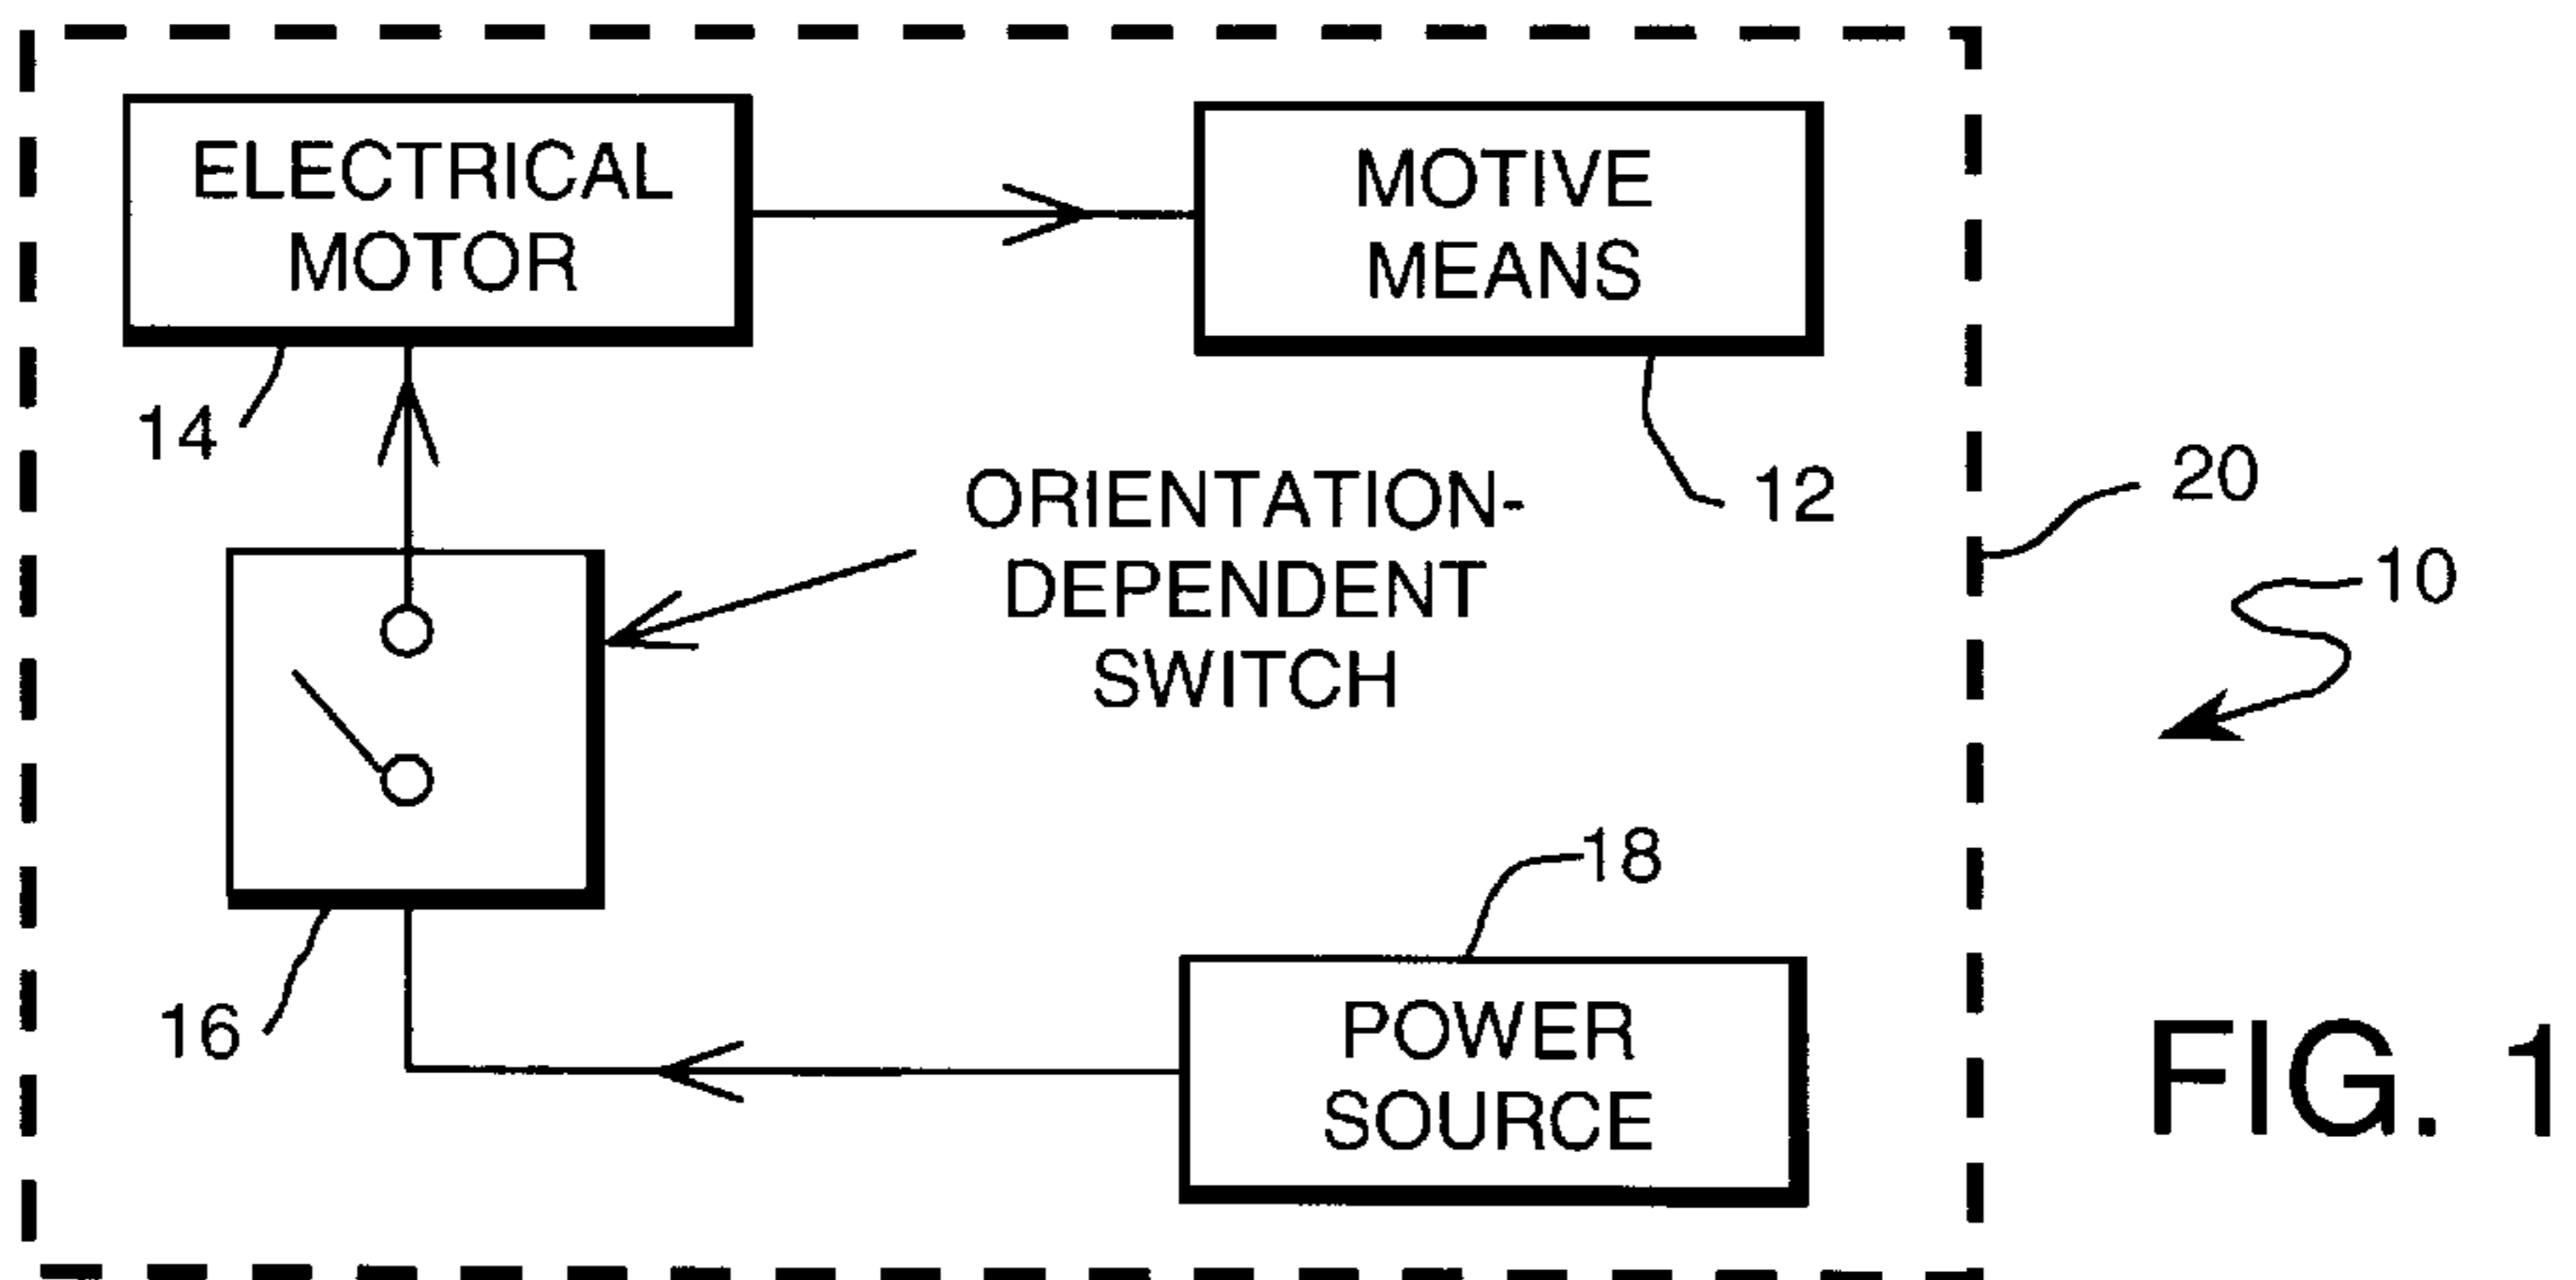 ELECTRICAL
MOTOR
MOTIVE
MEANS
14
12
ORIENTATION-
DEPENDENT
SWITCH
20
10
18
16
POWER
SOURCE
FIG. 1